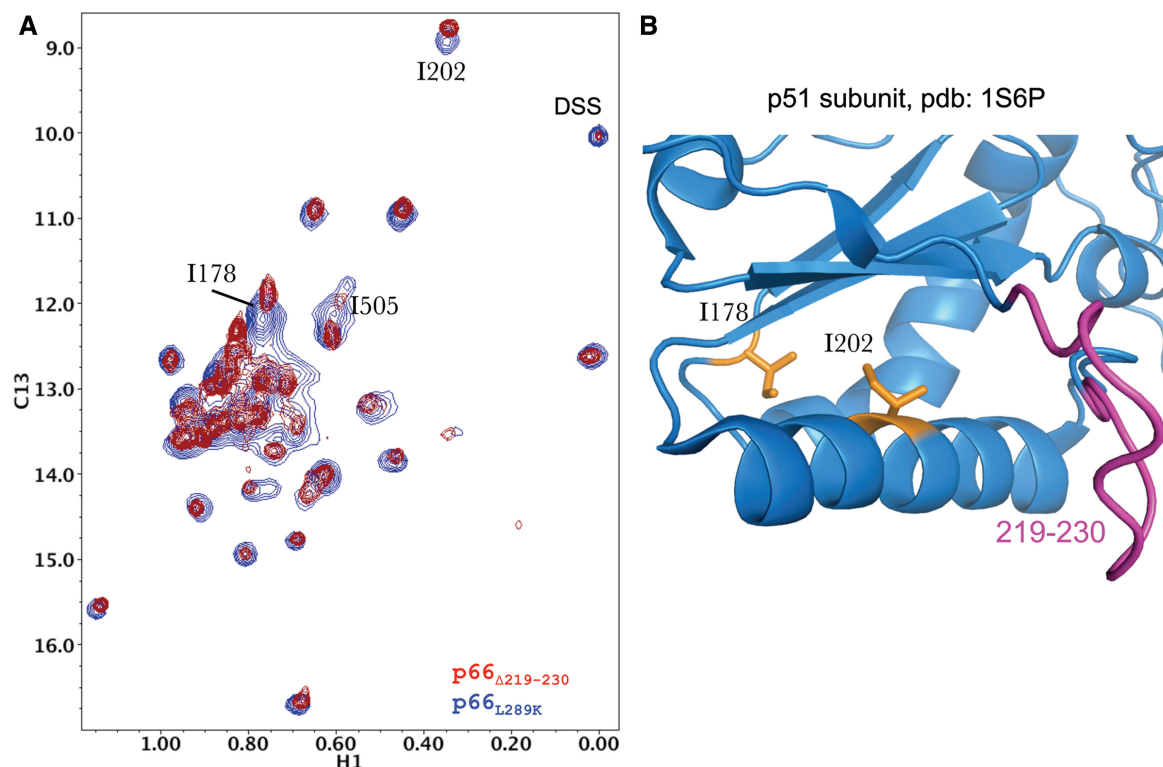 A
9.0
I202
DSS
10.0
11.0
I178
12.0
I505
C13
13.0
14.0
15.0
16.0
p66Δ219-230
p66L289K
1.00 0.80 0.60 0.40 0.20 0.00
H1
B
p51 subunit, pdb: 1S6P
I178
I202
219-230